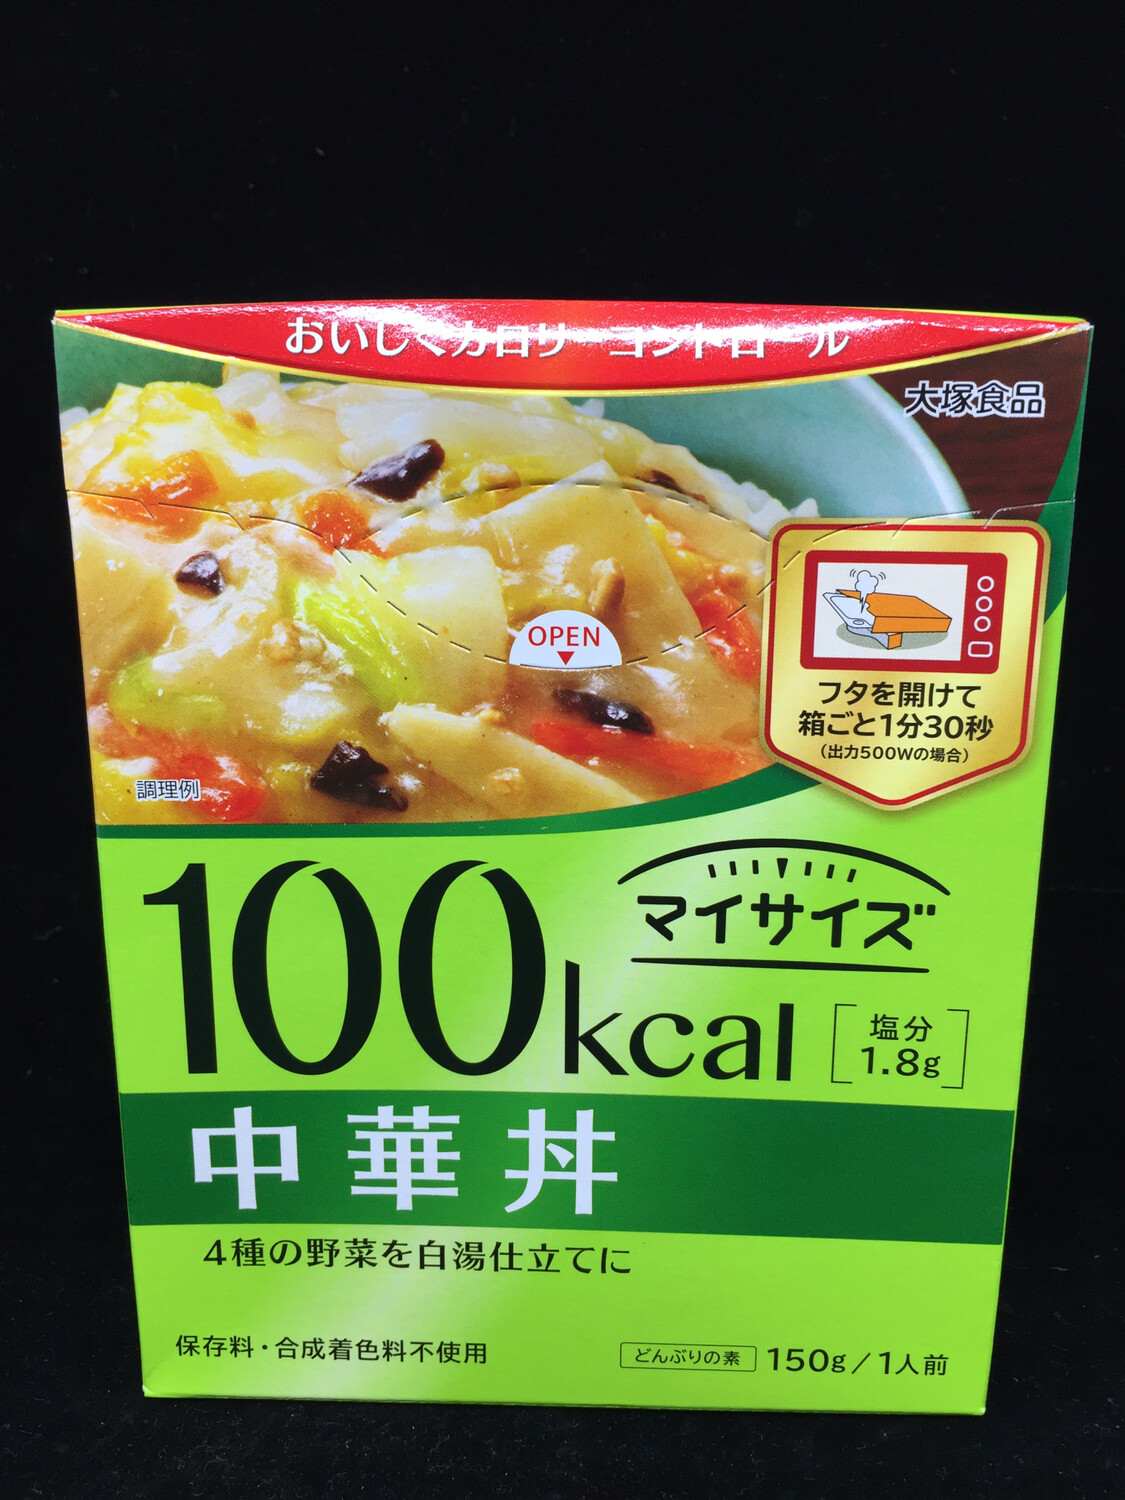 おいしくカロリーコントロール
大塚食品
OPEN
フタを開けて
箱ごと1分30秒
(出力500Wの場合)
調理例
マイサイズ
100kcal
塩分
1.8g
中華丼
4種の野菜を白湯仕立てに
保存料・合成着色料不使用
どんぶりの素 150g/1人前